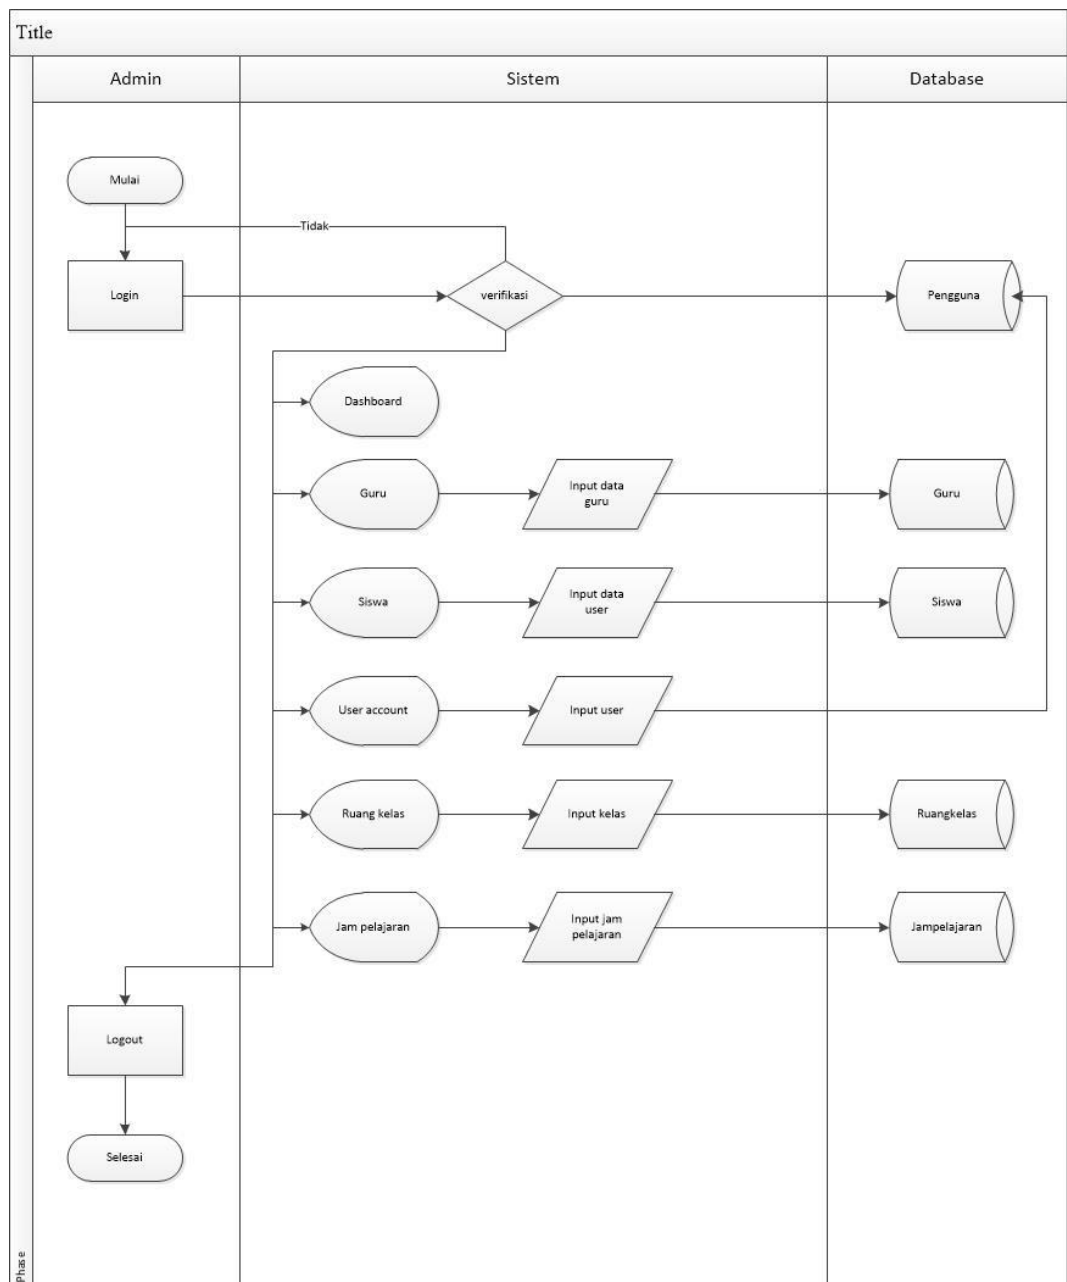 Title
Admin
Sistem
Database
Mulai
Tidak
Login
verifikasi
Pengguna
Dashboard
Guru
Input data
guru
Guru
Siswa
Input data
user
Siswa
User account
Input user
Ruang kelas
Input kelas
Ruangkelas
Jam pelajaran
Input jam
pelajaran
Jampelajaran
Logout
Selesai
Phase